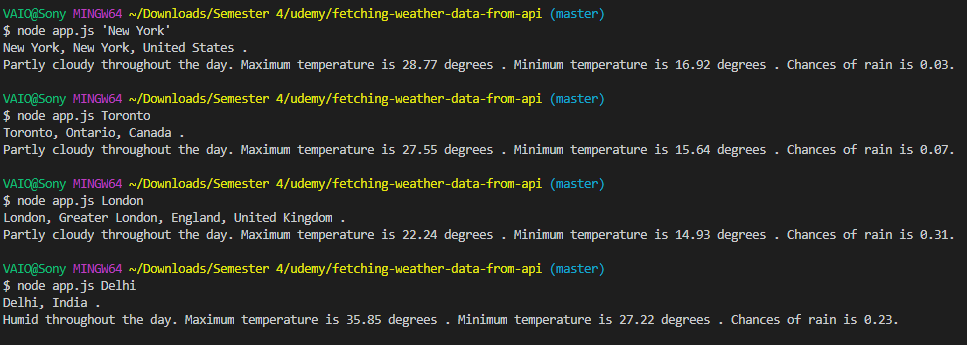 VAIO@Sony MINGW64 ~/Downloads/Semester 4/udemy/fetching-weather-data-from-api (master)
$ node app.js 'New York'
New York, New York, United States .
Partly cloudy throughout the day. Maximum temperature is 28.77 degrees . Minimum temperature is 16.92 degrees . Chances of rain is 0.03.
VAIO@Sony MINGW64 ~/Downloads/Semester 4/udemy/fetching-weather-data-from-api (master)
$ node app.js Toronto
Toronto, Ontario, Canada .
Partly cloudy throughout the day. Maximum temperature is 27.55 degrees . Minimum temperature is 15.64 degrees . Chances of rain is 0.07.
VAIO@Sony MINGW64 ~/Downloads/Semester 4/udemy/fetching-weather-data-from-api (master)
$ node app.js London
London, Greater London, England, United Kingdom .
Partly cloudy throughout the day. Maximum temperature is 22.24 degrees . Minimum temperature is 14.93 degrees . Chances of rain is 0.31.
VAIO@Sony MINGW64 ~/Downloads/Semester 4/udemy/fetching-weather-data-from-api (master)
$ node app.js Delhi
Delhi, India .
Humid throughout the day. Maximum temperature is 35.85 degrees . Minimum temperature is 27.22 degrees . Chances of rain is 0.23.